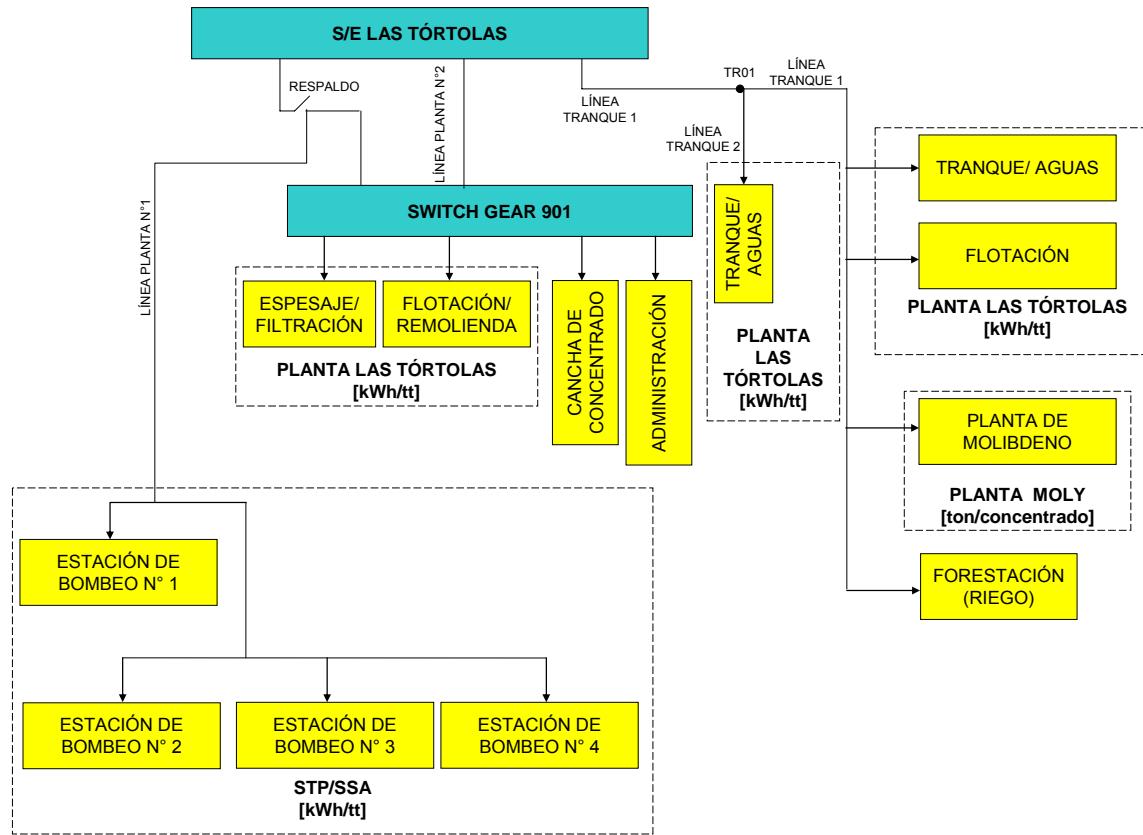 S/E LAS TÓRTOLAS
RESPALDO
LÍNEA PLANTA N°2
LÍNEA
TRANQUE 1
TR01
LÍNEA
TRANQUE 1
LÍNEA
TRANQUE 2
LÍNEA PLANTA N°1
SWITCH GEAR 901
ESPESAJE/
FILTRACIÓN
FLOTACIÓN/
REMOLIENDA
PLANTA LAS TÓRTOLAS
[kWh/tt]
CANCHA DE
CONCENTRADO
ADMINISTRACIÓN
TRANQUE/
AGUAS
PLANTA
LAS
TÓRTOLAS
[kWh/tt]
TRANQUE/ AGUAS
FLOTACIÓN
PLANTA LAS TÓRTOLAS
[kWh/tt]
PLANTA DE
MOLIBDENO
PLANTA MOLY
[ton/concentrado]
FORESTACIÓN
(RIEGO)
ESTACIÓN DE
BOMBEO N° 1
ESTACIÓN DE
BOMBEO N° 2
ESTACIÓN DE
BOMBEO N° 3
ESTACIÓN DE
BOMBEO N° 4
STP/SSA
[kWh/tt]